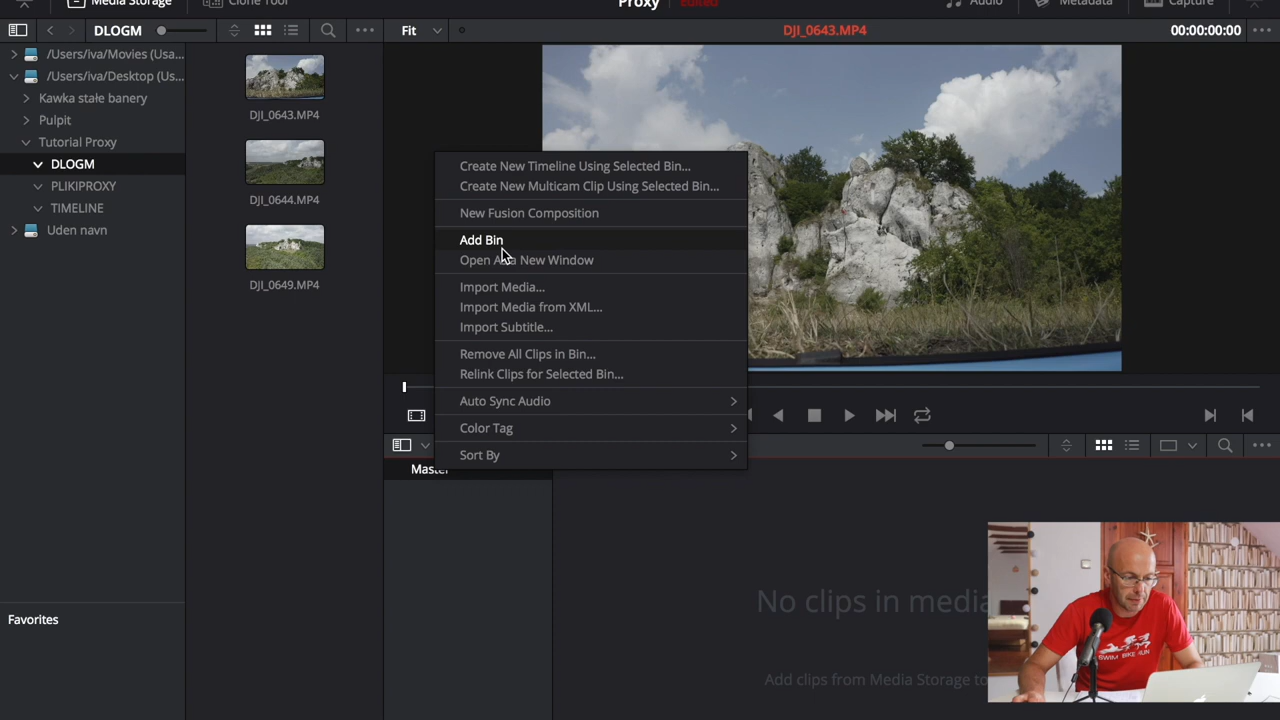 Media Storage
Clone Tool
Proxy
Edited
Audio
Metadata
Capture
DLOGM
Fit
DJI_0643.MP4
00:00:00:00
/Users/iva/Movies (Usa...
/Users/iva/Desktop (Us...
Kawka stałe banery
Pulpit
Tutorial Proxy
DLOGM
PLIKIPROXY
TIMELINE
Uden navn
DJI_0643.MP4
DJI_0644.MP4
DJI_0649.MP4
Create New Timeline Using Selected Bin...
Create New Multicam Clip Using Selected Bin...
New Fusion Composition
Add Bin
Open New Window
Import Media...
Import Media from XML...
Import Subtitle...
Remove All Clips in Bin...
Relink Clips for Selected Bin...
Auto Sync Audio
Color Tag
Sort By
Master
No clips in media
Add clips from Media Storage to
Favorites
SWIM BIKE RUN